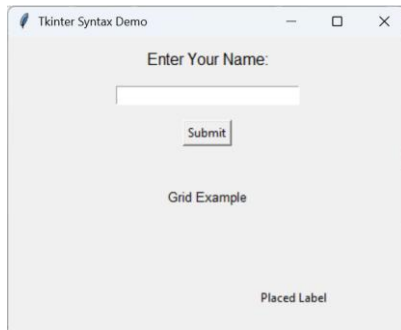 Tkinter Syntax Demo
Enter Your Name:
Submit
Grid Example
Placed Label